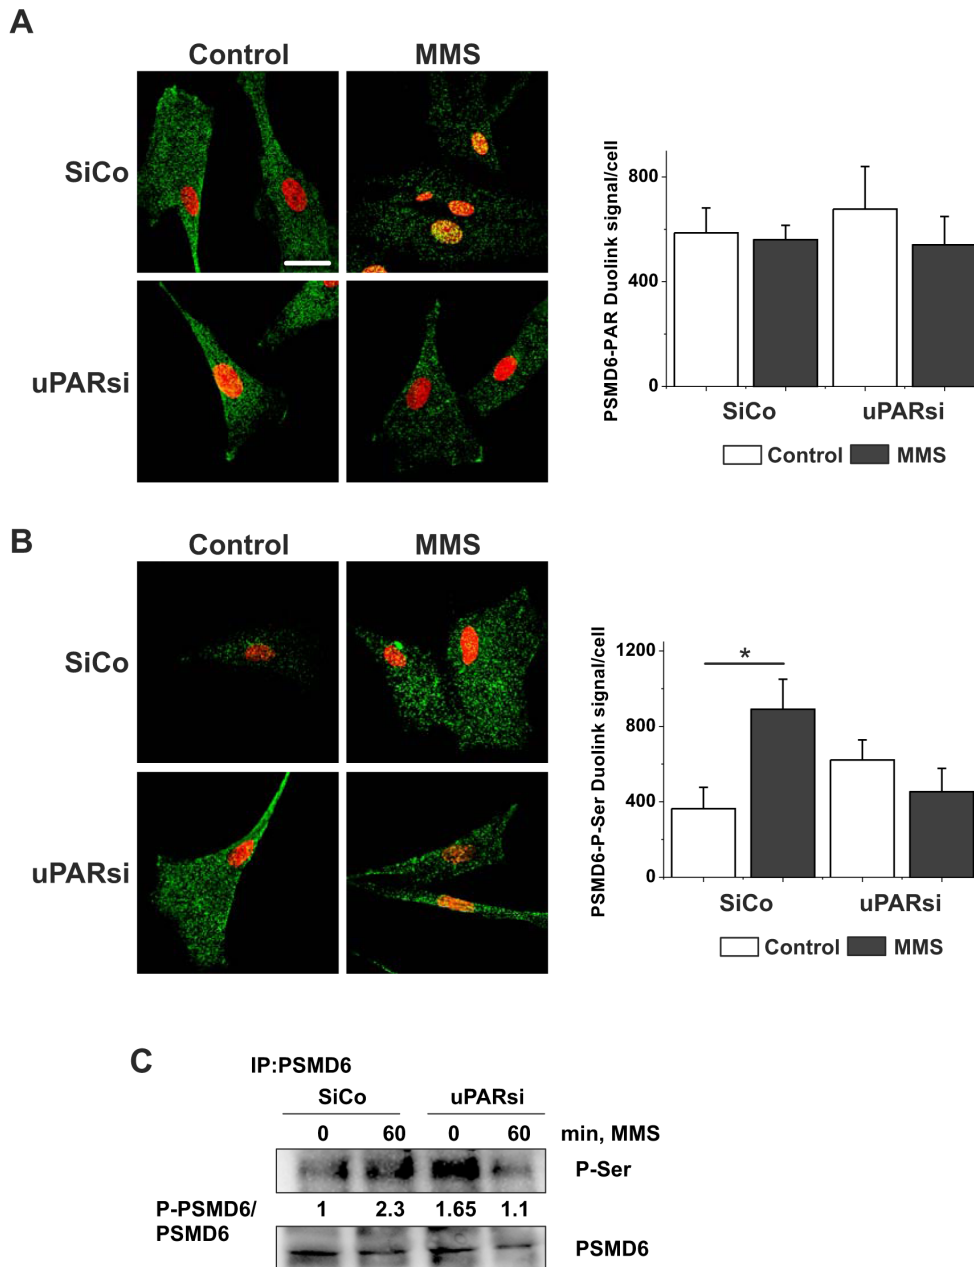 A
Control MMS
SiCo
uPARsi
PSMD6-PAR Duolink signal/cell
800
400
0
SiCo uPARsi
Control MMS
B
Control MMS
SiCo
uPARsi
PSMD6-P-Ser Duolink signal/cell
1200
800
400
0
*
SiCo uPARsi
Control MMS
C
IP:PSMD6
SiCo uPARsi
0 60 0 60 min, MMS
P-Ser
P-PSMD6/ 1 2.3 1.65 1.1
PSMD6
PSMD6